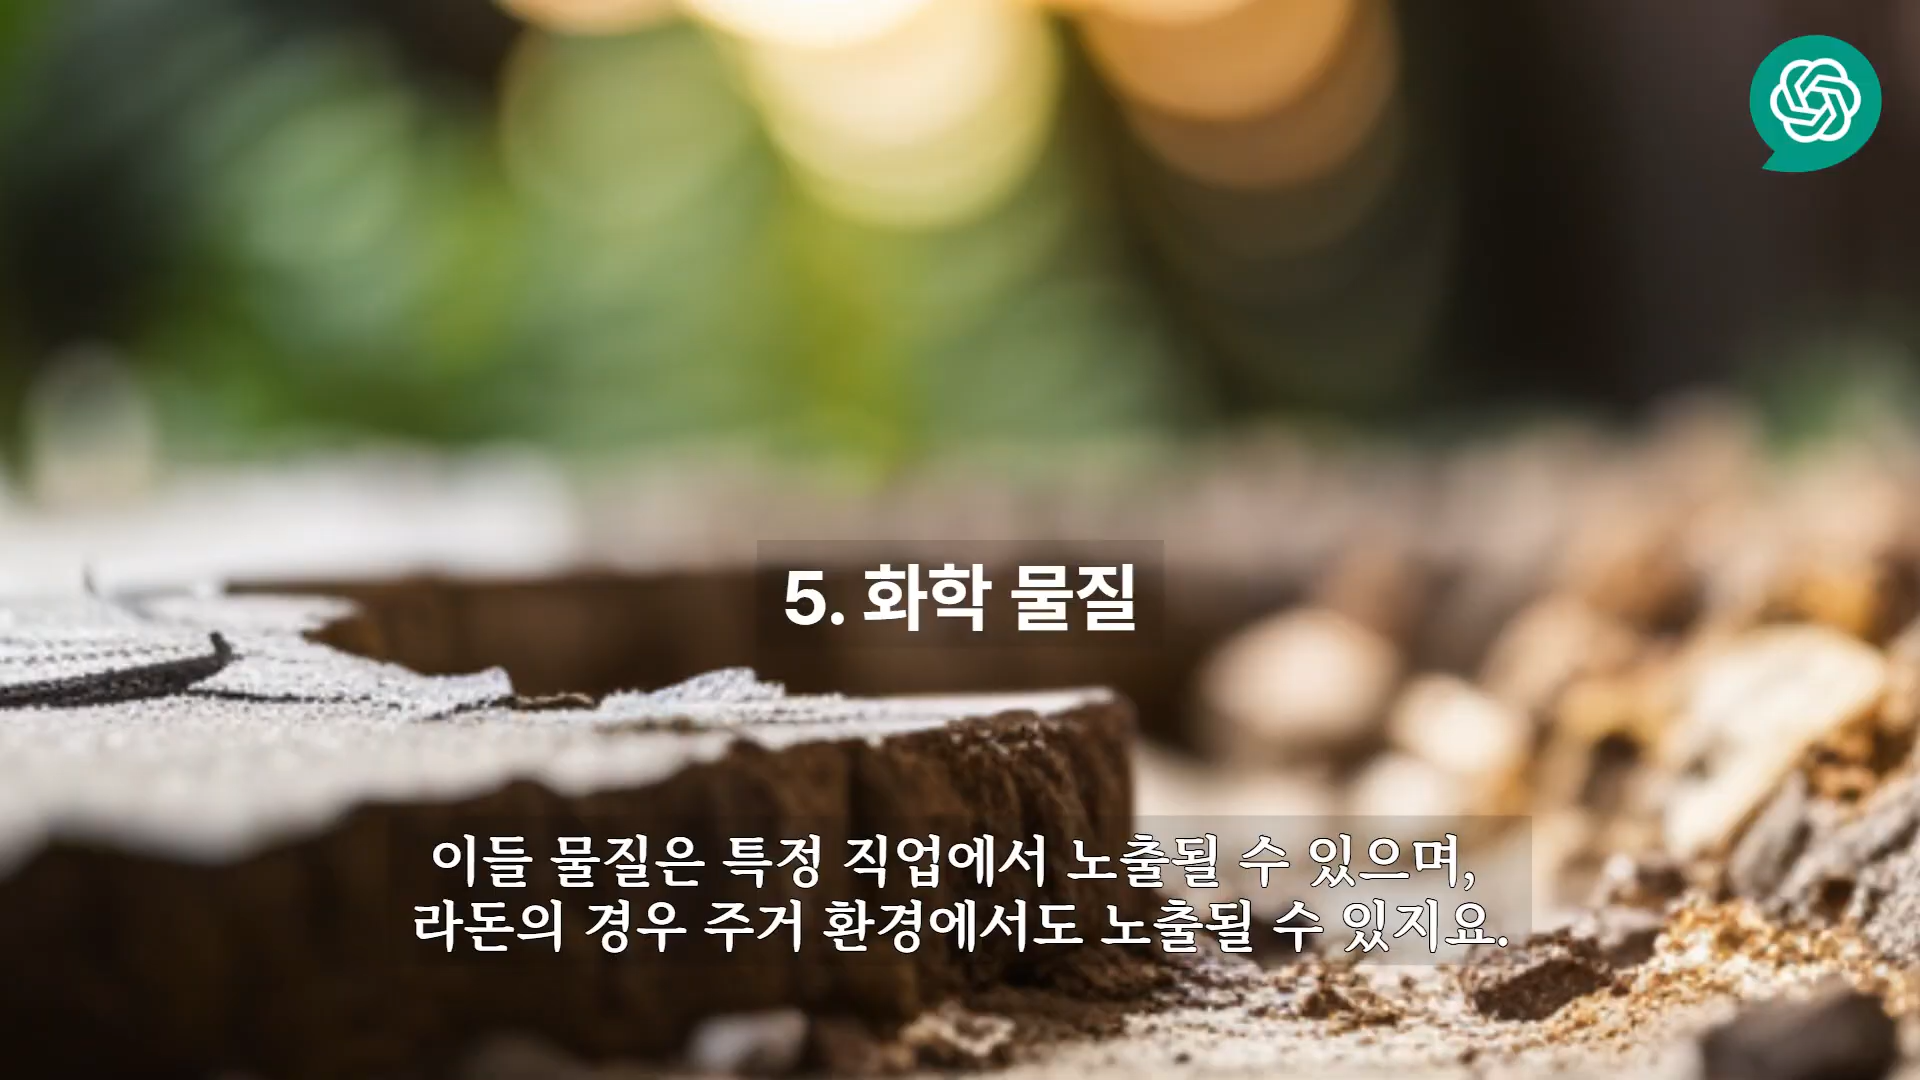 5. 화학 물질
이들 물질은 특정 직업에서 노출될 수 있으며,
라돈의 경우 주거 환경에서도 노출될 수 있지요.